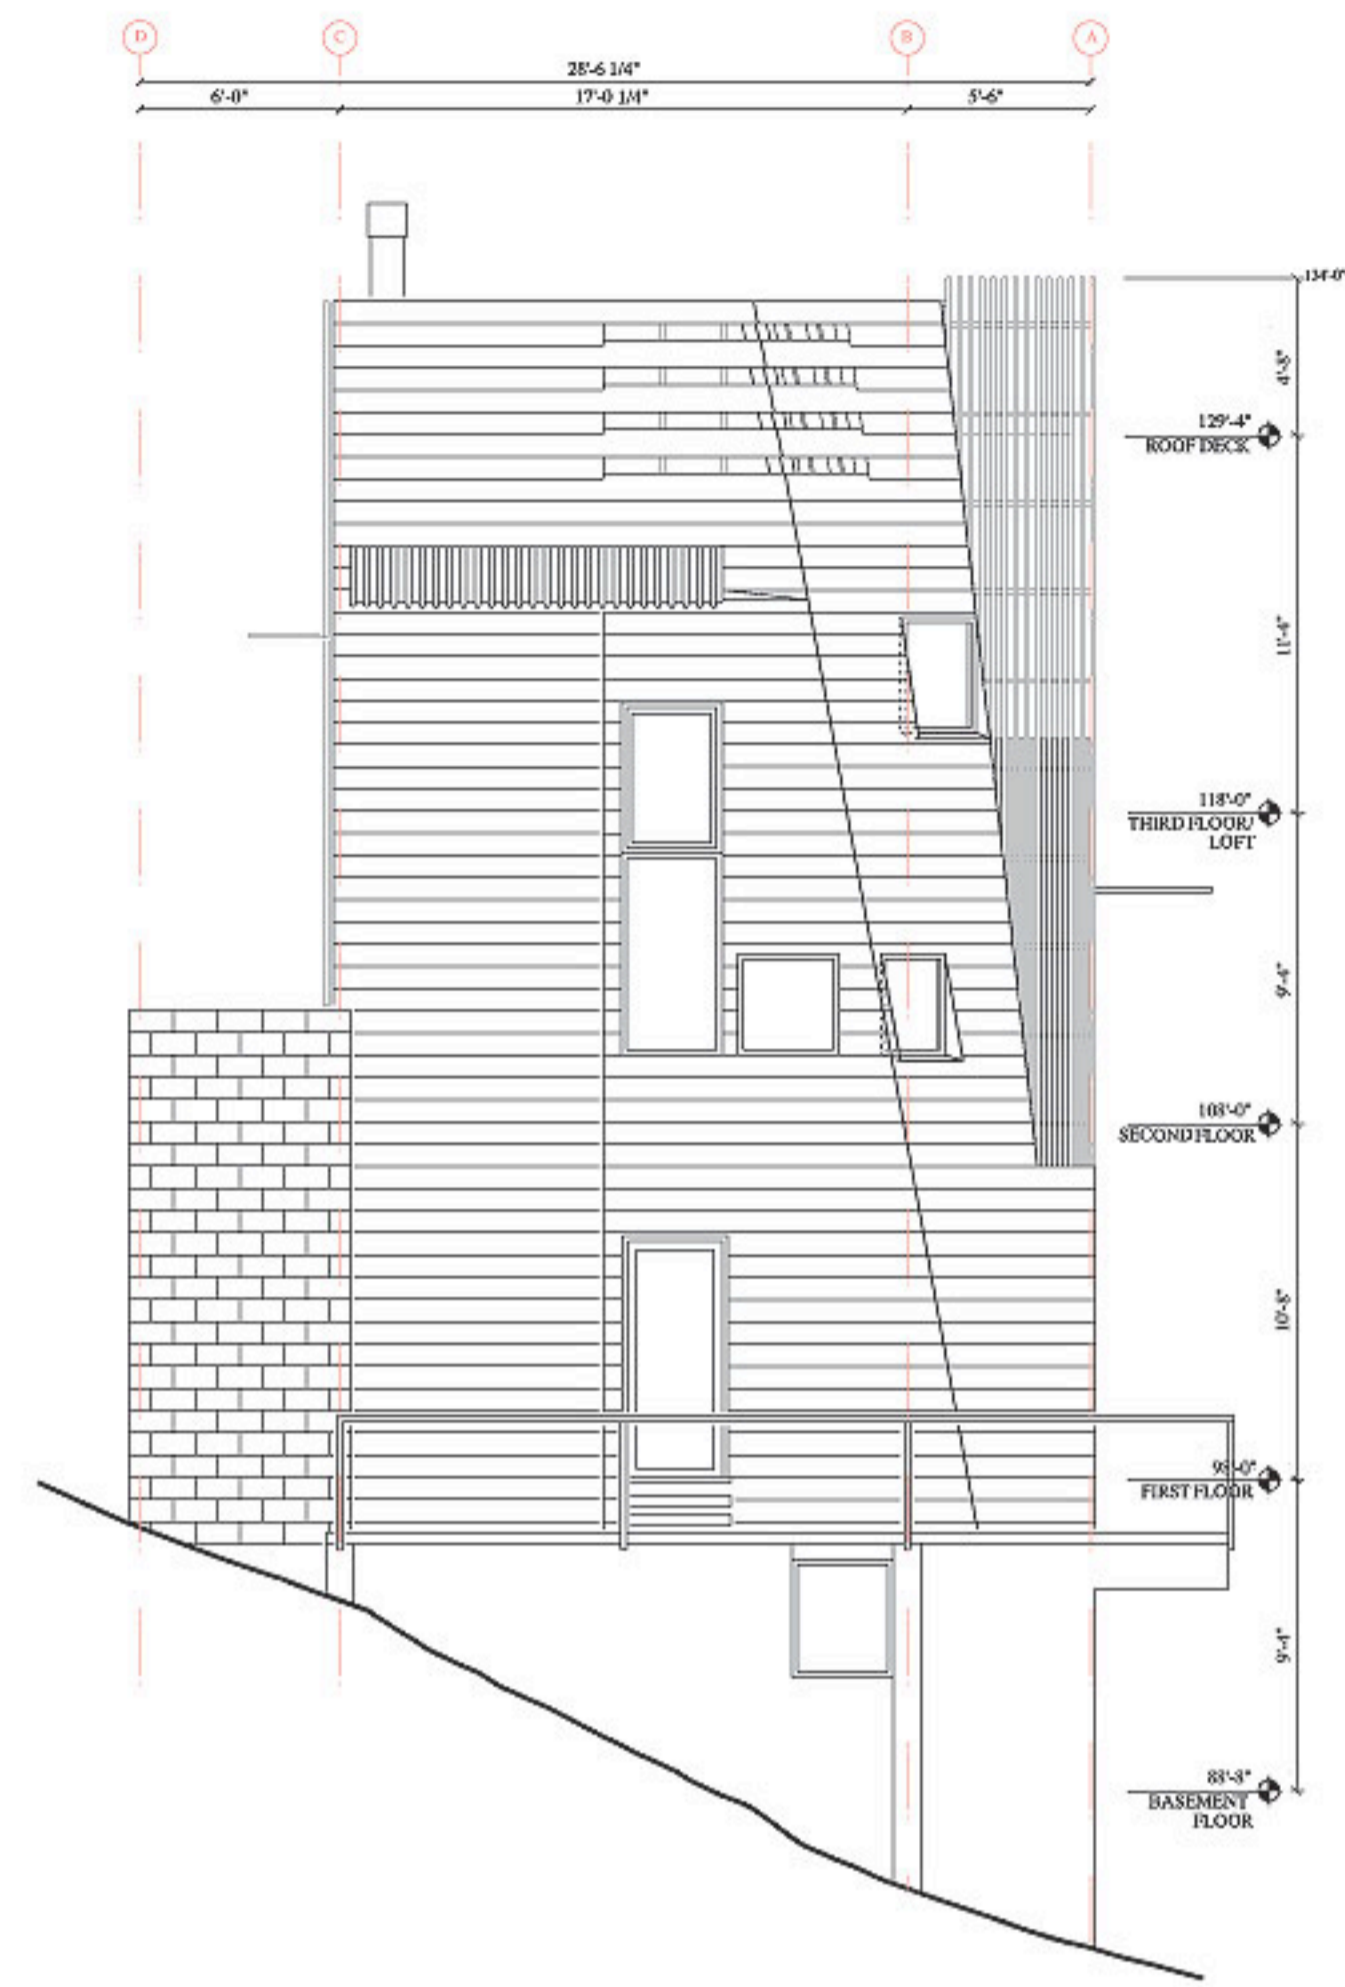 D C B A
28'-6 1/4"
6'-0" 17'-0 1/4" 5'-6"
134'-0"
4'-8"
129'-4"
ROOF DECK
11'-4"
118'-0"
THIRD FLOOR/
LOFT
9'-4"
108'-0"
SECOND FLOOR
10'-8"
98'-0"
FIRST FLOOR
9'-4"
88'-8"
BASEMENT
FLOOR